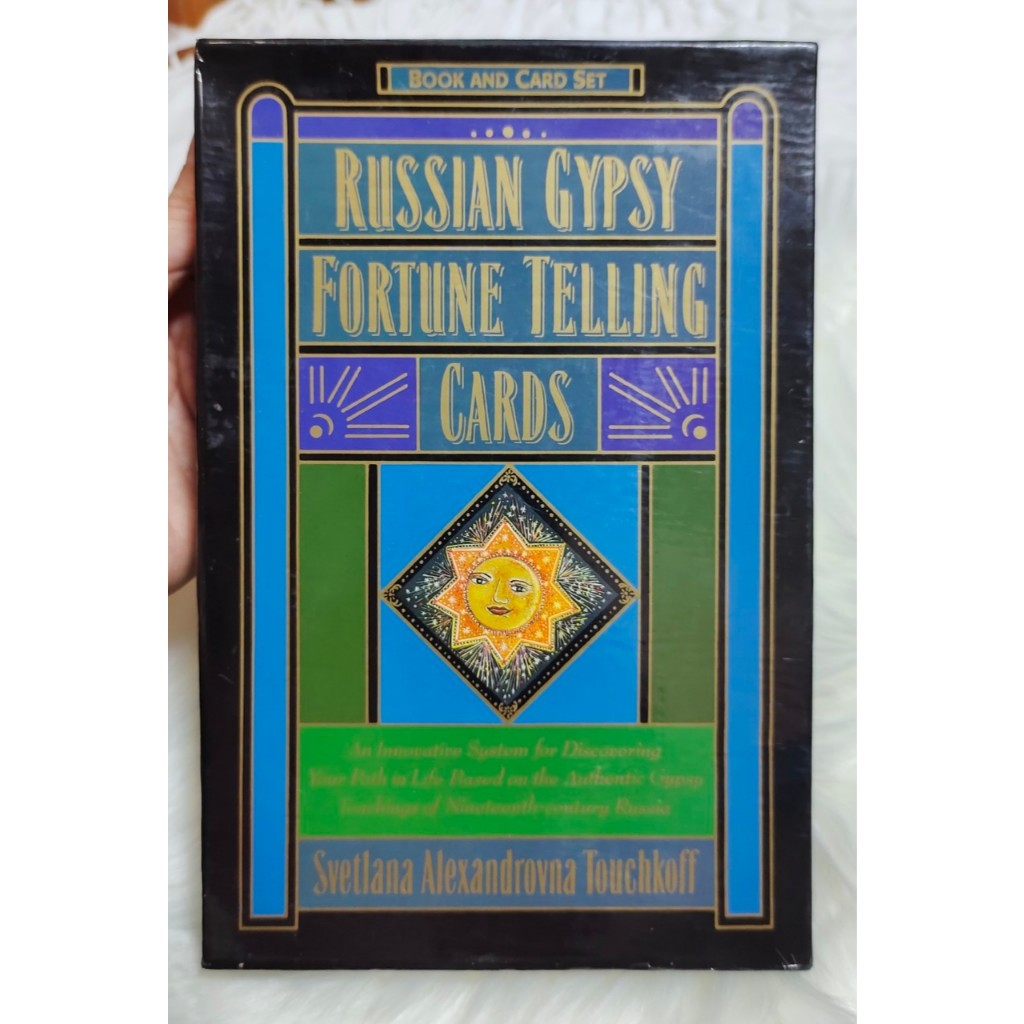 BOOK AND CARD SET
RUSSIAN GYPSY
FORTUNE TELLING
CARDS
An Innovative System for Discovering
Your Path in Life Based on the Authentic Gypsy
Teachings of Nineteenth-century Russia
Svetlana Alexandrovna Touchkoff